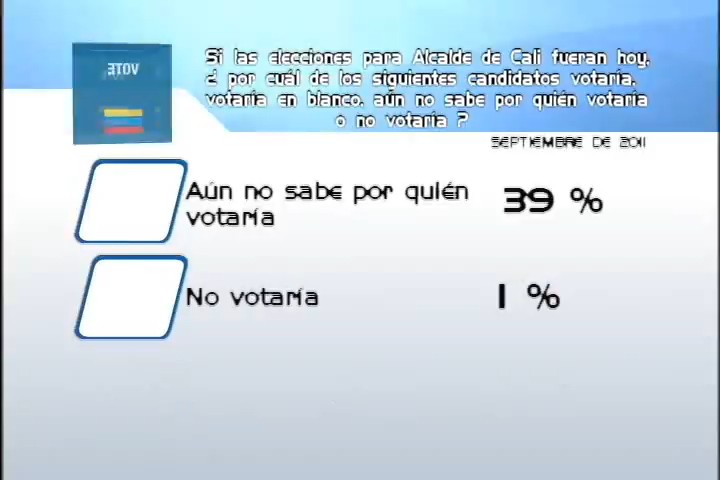 VOTE
Si las elecciones para Alcalde de Cali fueran hoy,
¿ por cuál de los siguientes candidatos votaría,
votaría en blanco, aún no sabe por quién votaría
o no votaría ?
SEPTIEMBRE DE 2011
Aún no sabe por quién 39 %
votaría
No votaría 1 %